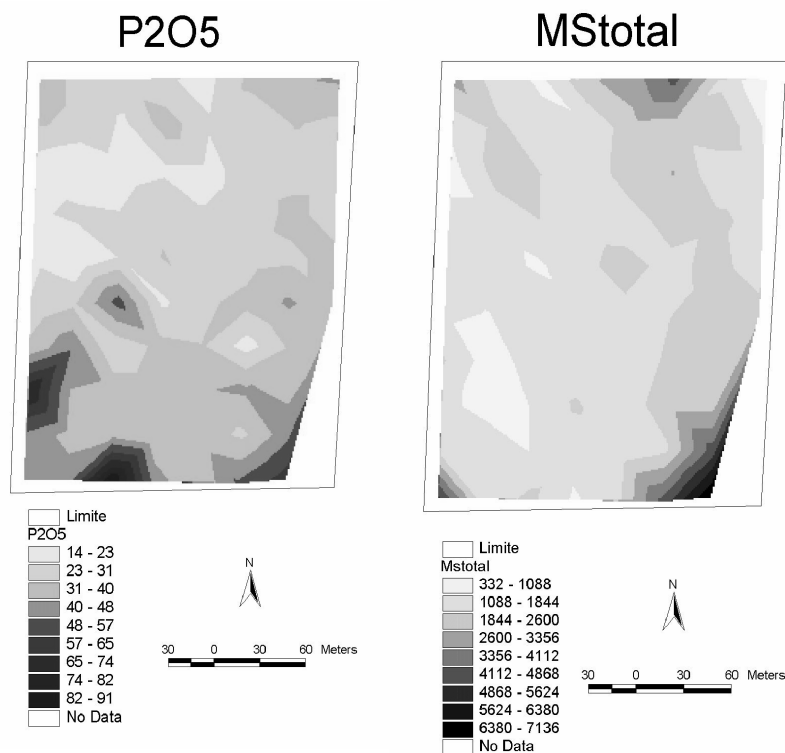 P2O5
Limite
P2O5
14 - 23
23 - 31
31 - 40
40 - 48
48 - 57
57 - 65
65 - 74
74 - 82
82 - 91
No Data
N
30 0 30 60 Meters
MStotal
Limite
Mstotal
332 - 1088
1088 - 1844
1844 - 2600
2600 - 3356
3356 - 4112
4112 - 4868
4868 - 5624
5624 - 6380
6380 - 7136
No Data
N
30 0 30 60 Meters